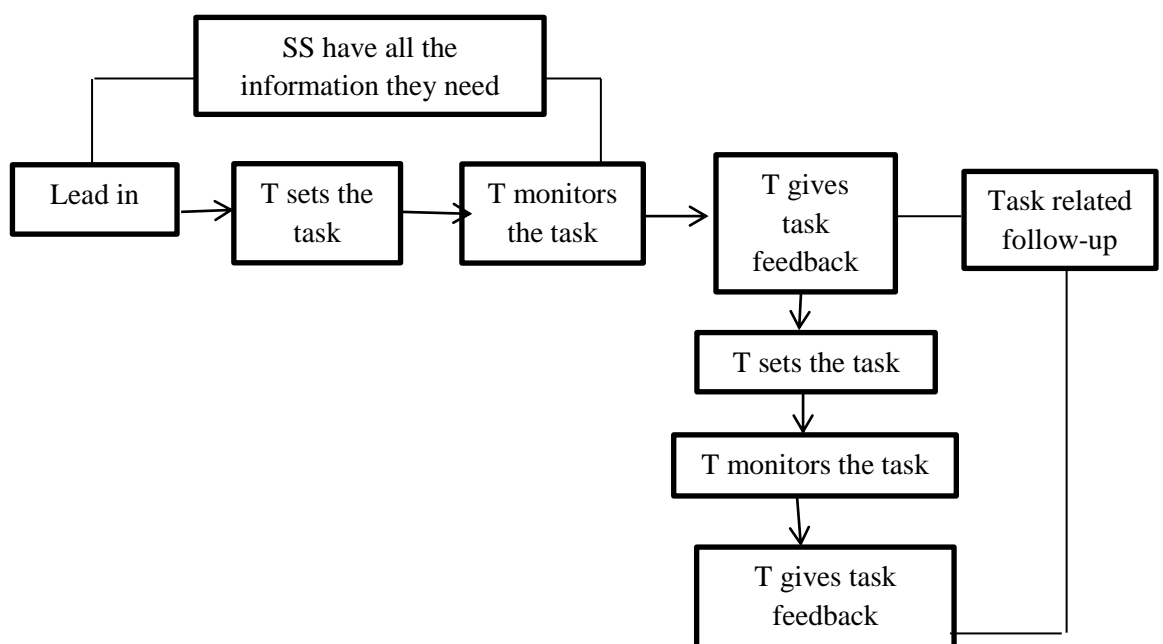 SS have all the
information they need
Lead in
T sets the
task
T monitors
the task
T gives
task
feedback
Task related
follow-up
T sets the task
T monitors the task
T gives task
feedback